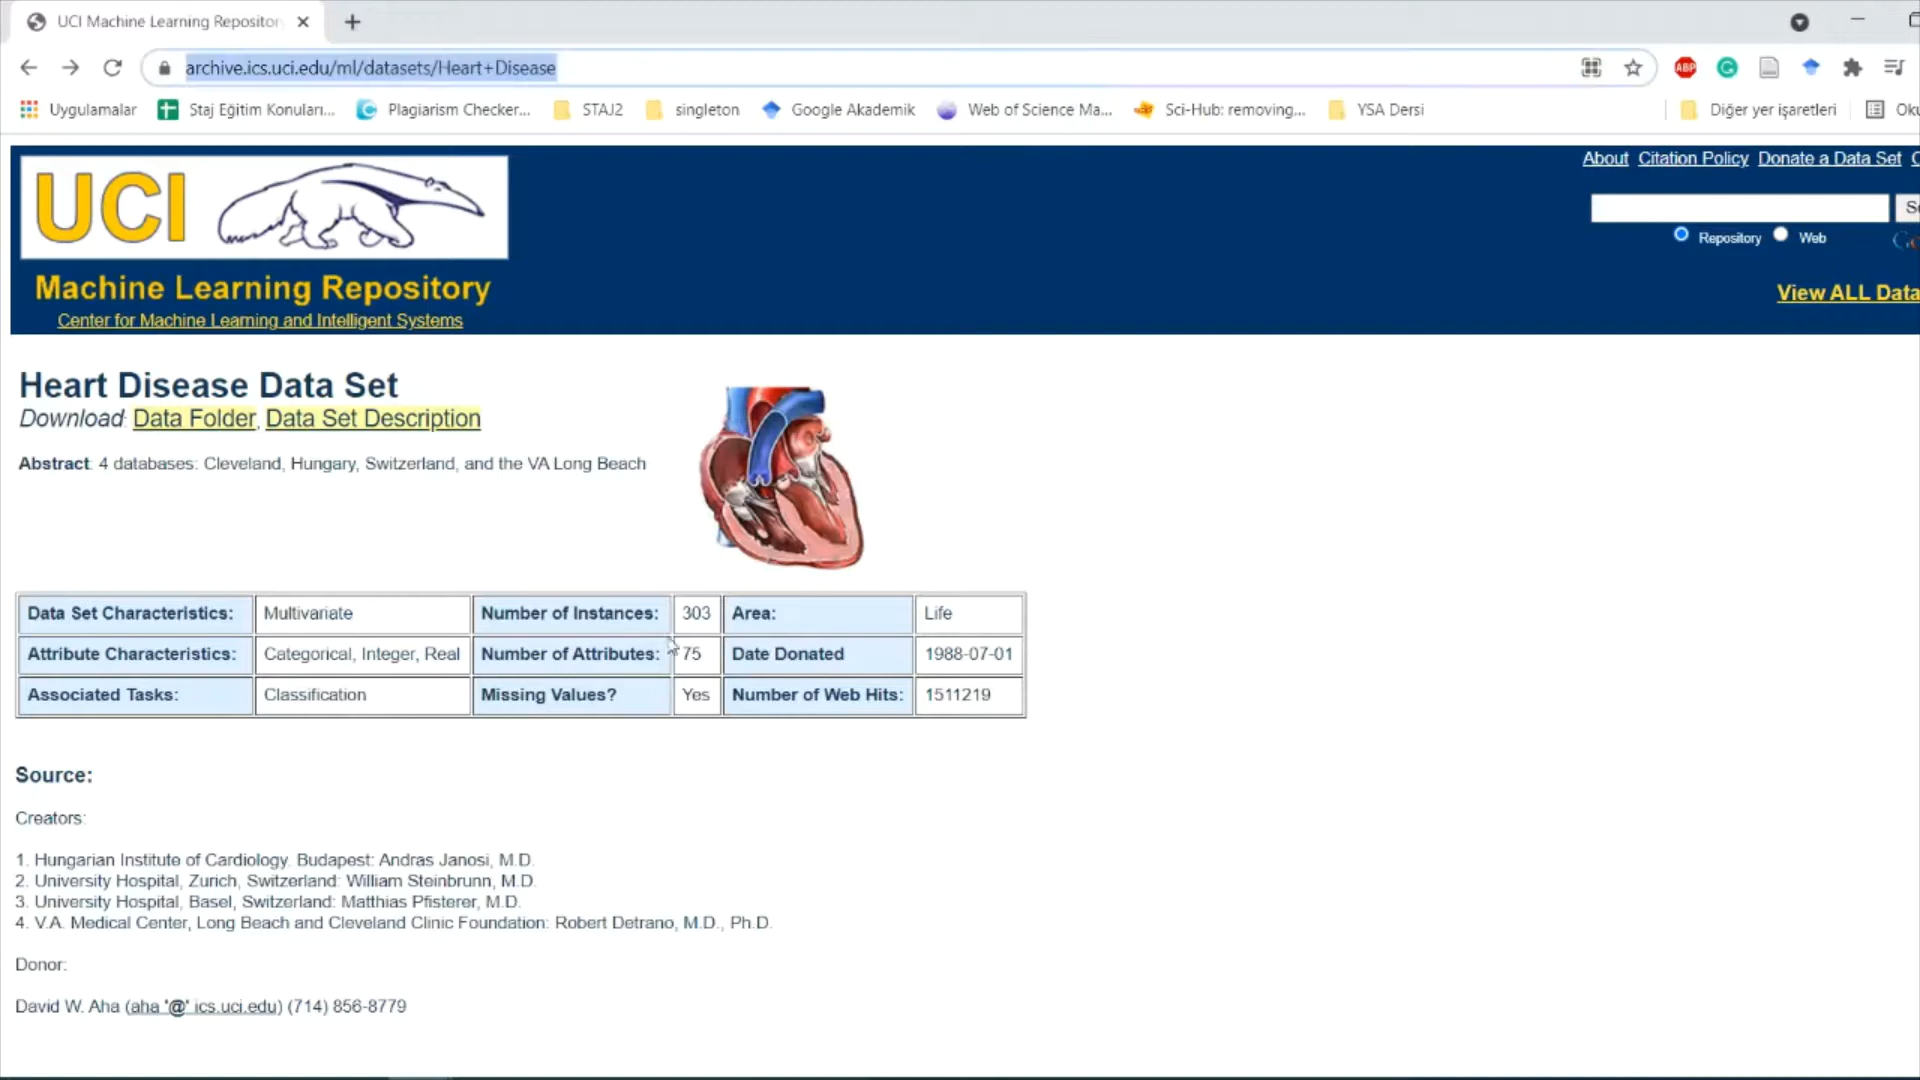 UCI Machine Learning Repositor
archive.ics.uci.edu/ml/datasets/Heart+Disease
ABP
Uygulamalar Staj Eğitim Konuları... Plagiarism Checker... STAJ2 singleton Google Akademik Web of Science Ma... Sci-Hub: removing... YSA Dersi Diğer yer işaretleri Oku
UCI
About Citation Policy Donate a Data Set C
Se
Repository Web Go
Machine Learning Repository
View ALL Data
Center for Machine Learning and Intelligent Systems
Heart Disease Data Set
Download: Data Folder, Data Set Description
Abstract: 4 databases: Cleveland, Hungary, Switzerland, and the VA Long Beach
Data Set Characteristics: Multivariate Number of Instances: 303 Area: Life
Attribute Characteristics: Categorical, Integer, Real Number of Attributes: 75 Date Donated 1988-07-01
Associated Tasks: Classification Missing Values? Yes Number of Web Hits: 1511219
Source:
Creators:
1. Hungarian Institute of Cardiology. Budapest: Andras Janosi, M.D.
2. University Hospital, Zurich, Switzerland: William Steinbrunn, M.D.
3. University Hospital, Basel, Switzerland: Matthias Pfisterer, M.D.
4. V.A. Medical Center, Long Beach and Cleveland Clinic Foundation: Robert Detrano, M.D., Ph.D.
Donor:
David W. Aha (aha '@' ics.uci.edu) (714) 856-8779